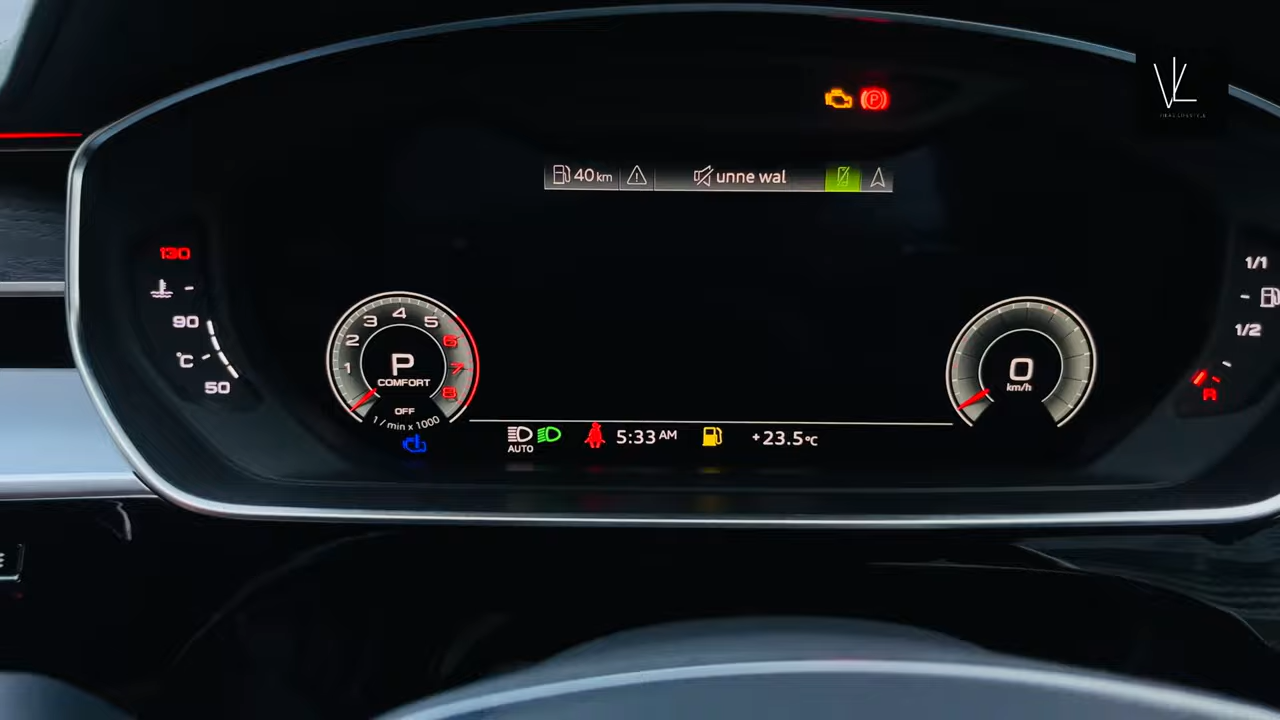 VL
P
40 km
unne wal
130
90
°C
50
1 2 3 4 5 6 7 8
P
COMFORT
OFF
1 / min x 1000
0
km/h
1/1
1/2
R
AUTO
5:33 AM
+23.5°C